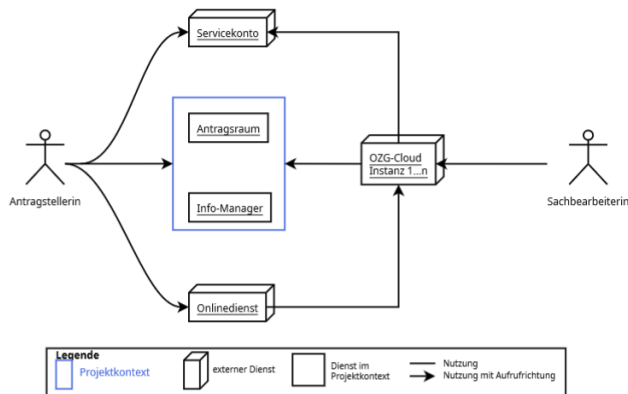 Servicekonto
Antragsraum
OZG-Cloud
Instanz 1...n
Antragstellerin
Sachbearbeiterin
Info-Manager
Onlinedienst
Legende
Projektkontext
externer Dienst
Dienst im
Projektkontext
Nutzung
Nutzung mit Aufrufrichtung